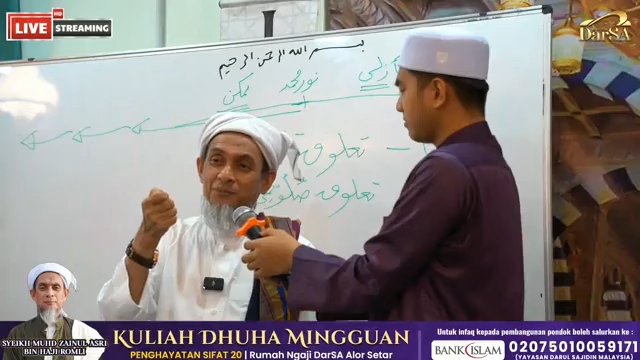 LIVE HD STREAMING
DarSA
بسم الله الرحمن الرحيم
أزلي
نور محمد
ممكن
تعلوق
تعلوق صلوحي
SYEIKH MUHD ZAINUL ASRI
BIN HAJI ROMLI
KULIAH DHUHA MINGGUAN
PENGHAYATAN SIFAT 20 | Rumah Ngaji DarSA Alor Setar
Untuk infaq kepada pembangunan pondok boleh salurkan ke :
BANK ISLAM
02075010059171
(YAYASAN DARUL SAJIDIN MALAYSIA)